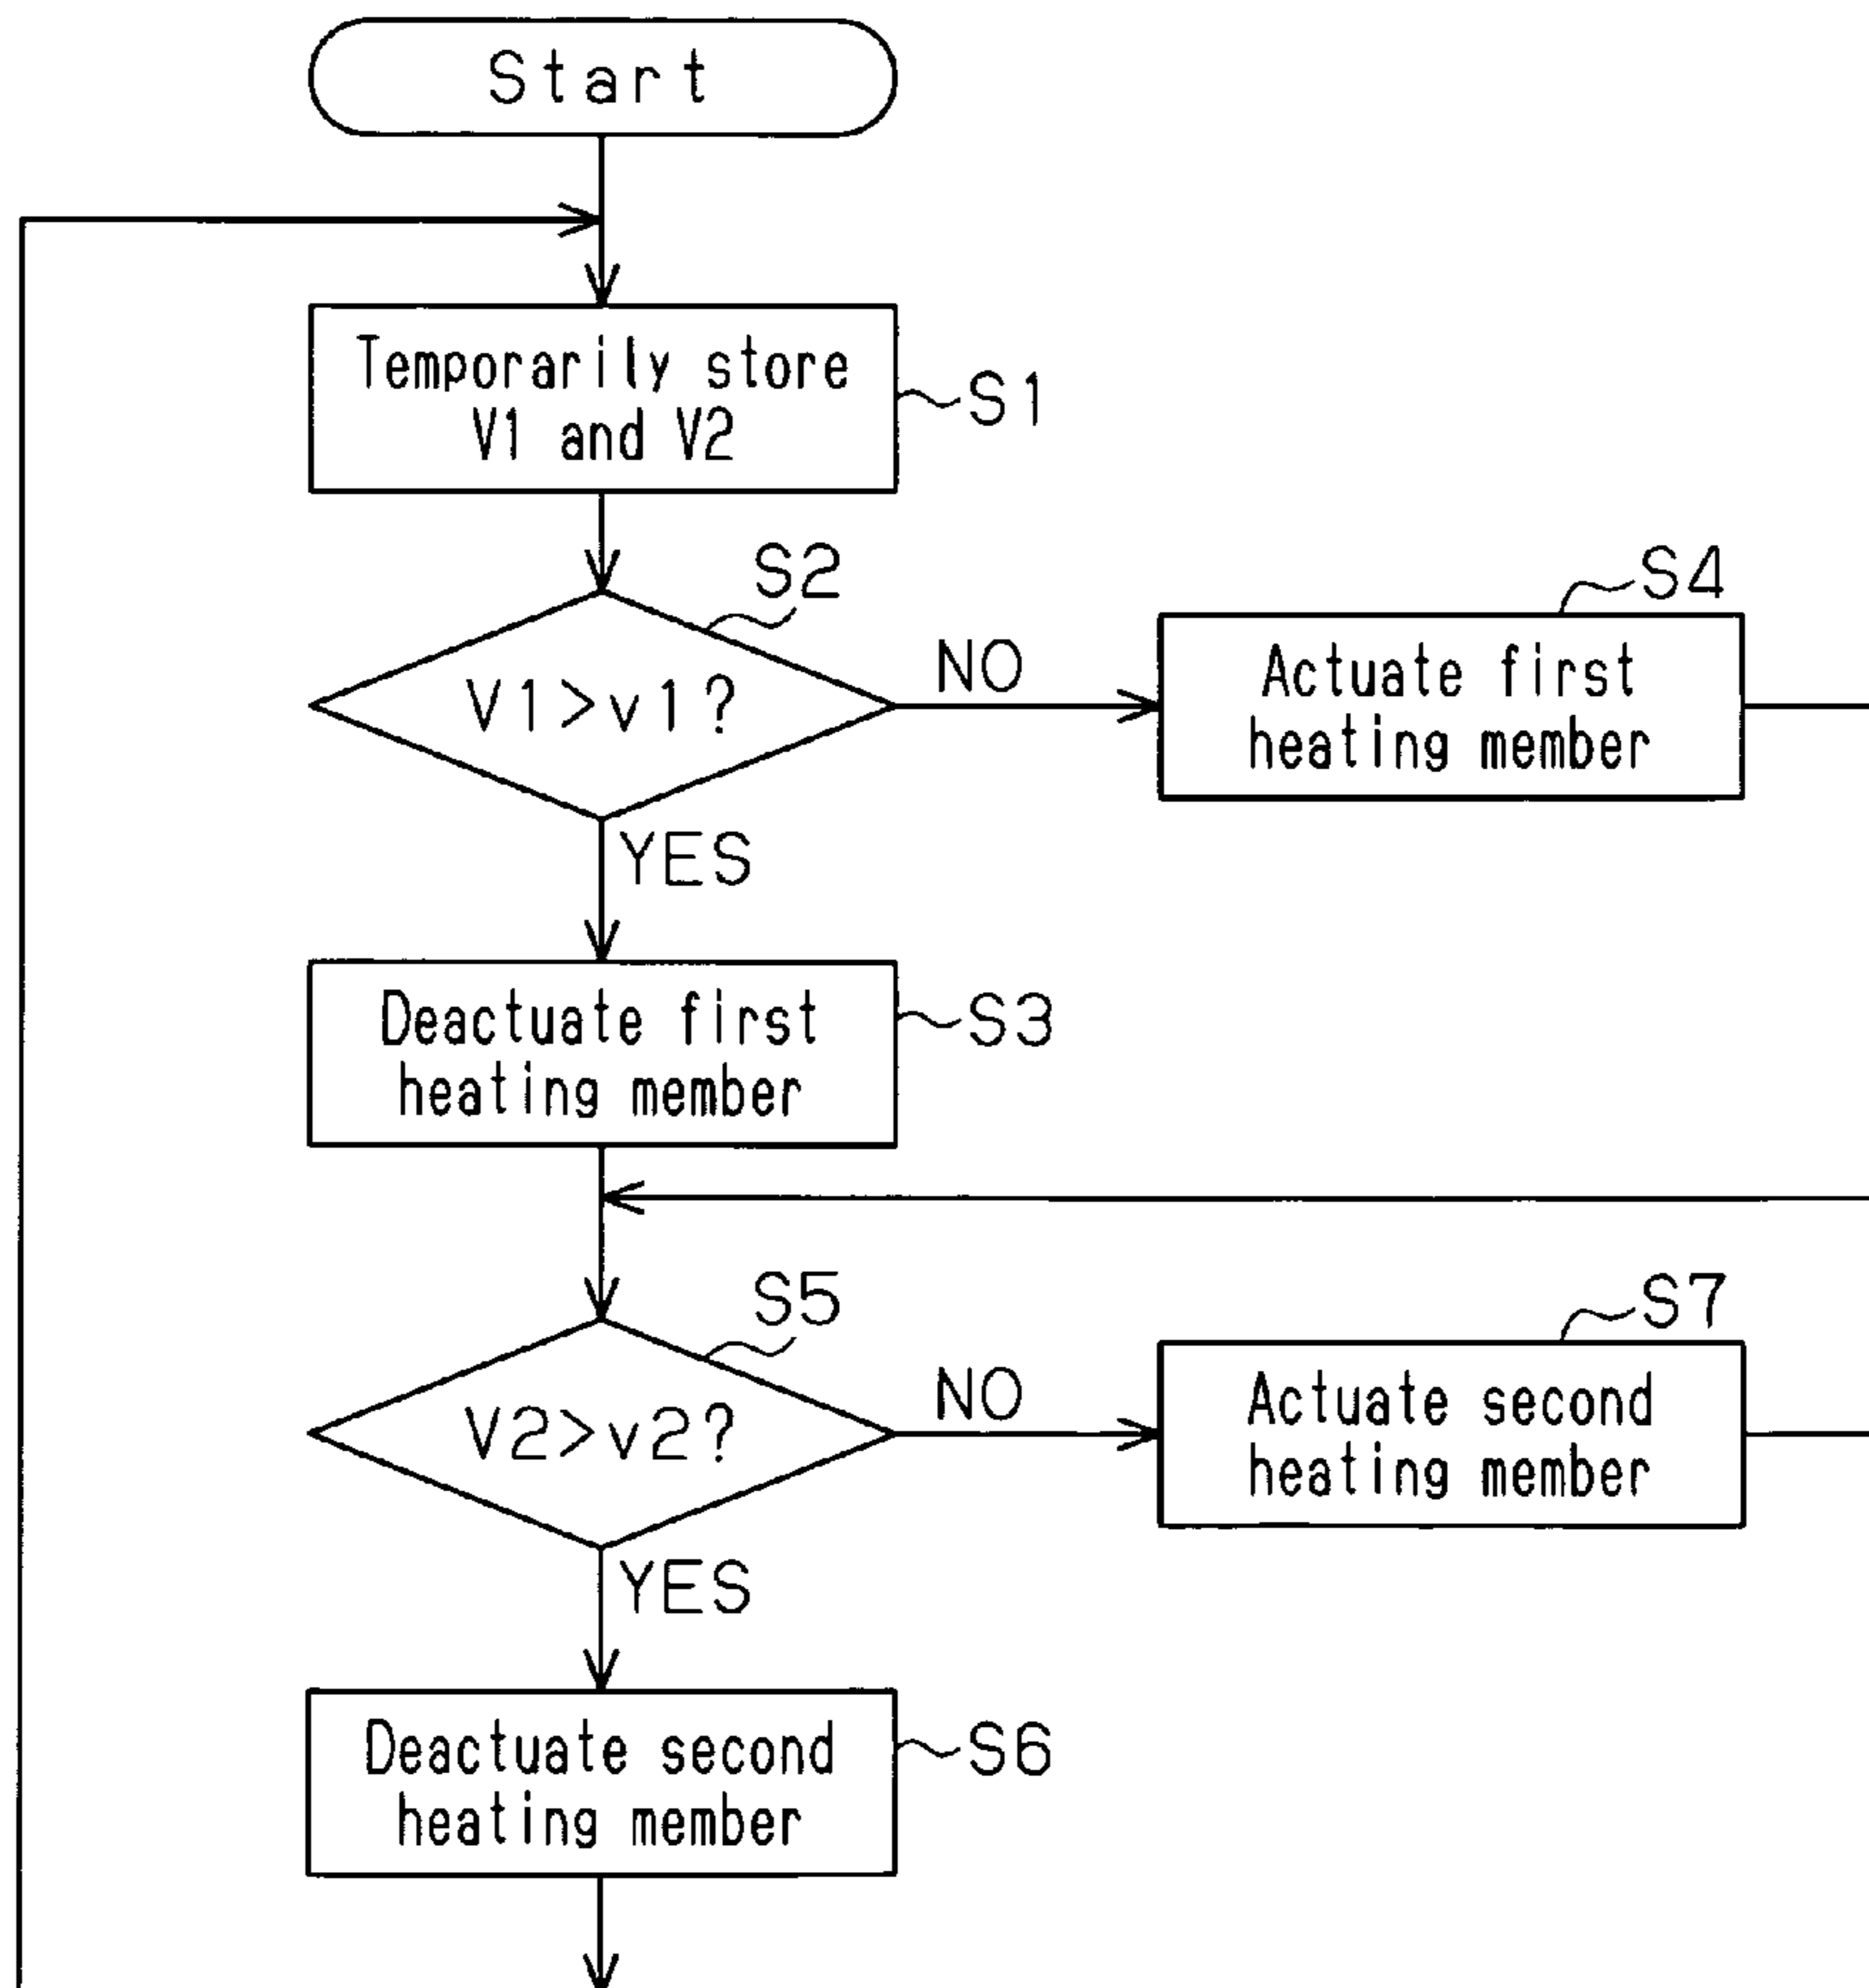 Start
Temporarily store
V1 and V2
S1
S2
V1>v1?
NO
S4
Actuate first
heating member
YES
Deactuate first
heating member
S3
S5
V2>v2?
NO
S7
Actuate second
heating member
YES
Deactuate second
heating member
S6